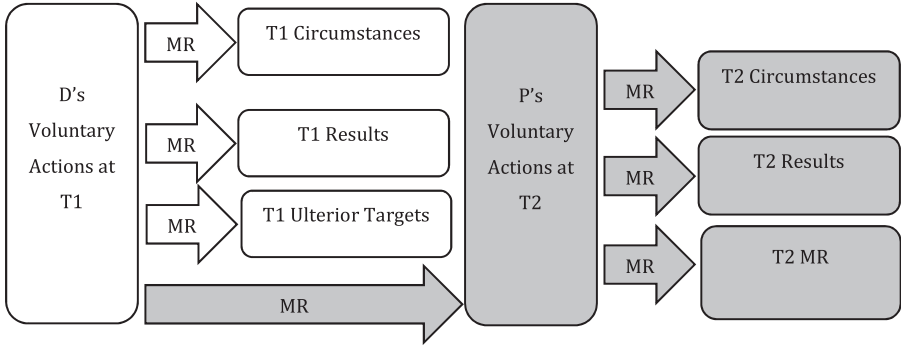 D's
Voluntary
Actions at
T1
MR
T1 Circumstances
MR
T1 Results
MR
T1 Ulterior Targets
MR
P's
Voluntary
Actions at
T2
MR
T2 Circumstances
MR
T2 Results
MR
T2 MR